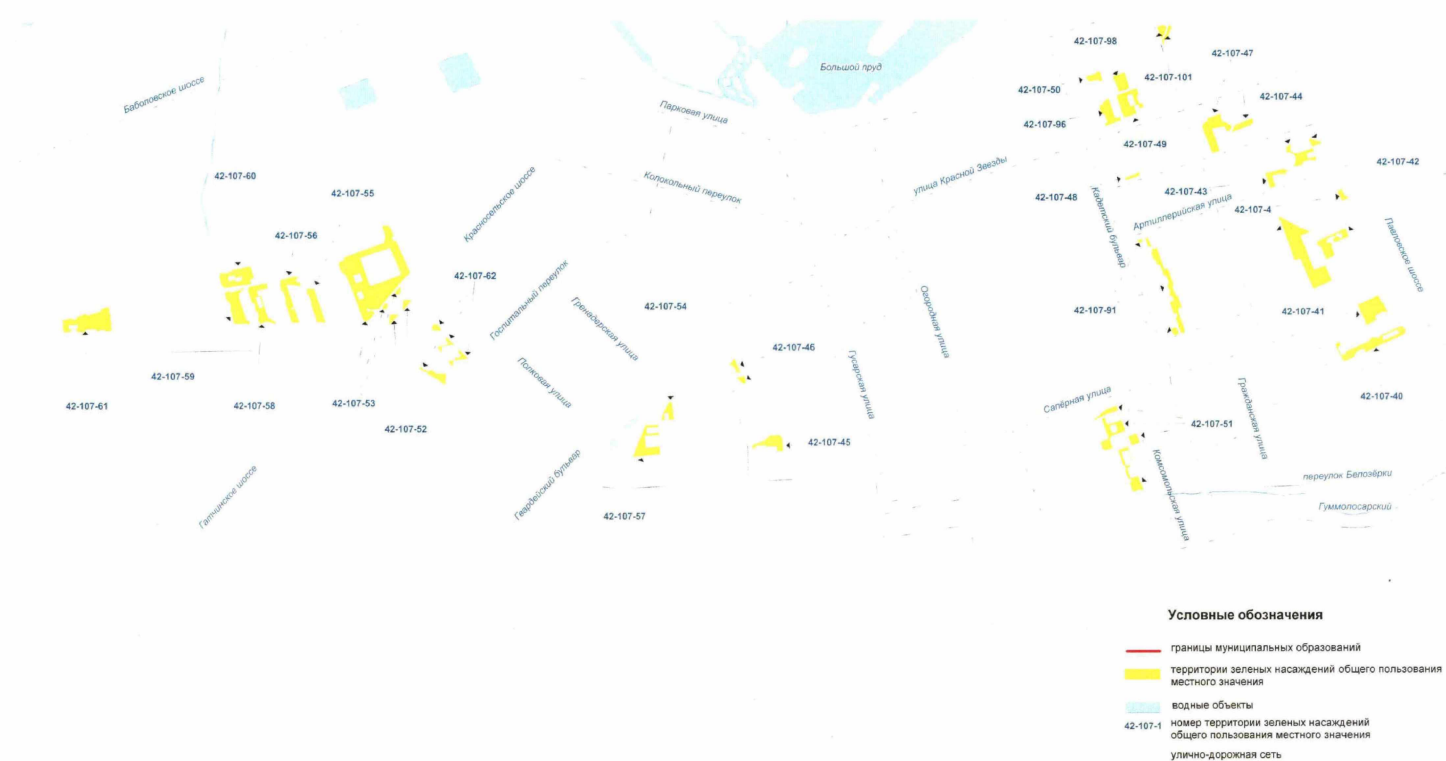 42-107-98
42-107-47
Большой пруд
42-107-101
Баболовское шоссе
42-107-50
42-107-44
Парковая улица
42-107-96
42-107-49
42-107-42
42-107-60
Красносельское шоссе
Колокольный переулок
улица Красной Звезды
42-107-55
42-107-48
42-107-43
Кадетский бульвар
Артиллерийская улица
42-107-4
42-107-56
Павловское шоссе
42-107-62
Госпитальный переулок
Гренадерская улица
42-107-54
Огородная улица
42-107-91
42-107-41
42-107-46
42-107-59
Полковая улица
Гусарская улица
42-107-61
42-107-58
42-107-53
Сапёрная улица
Гражданская улица
42-107-40
42-107-52
42-107-51
42-107-45
Гатчинское шоссе
Гвардейский бульвар
Комсомольская улица
переулок Белозёрки
Гуммолосарский
42-107-57
Условные обозначения
границы муниципальных образований
территории зеленых насаждений общего пользования
местного значения
водные объекты
42-107-1 номер территории зеленых насаждений
общего пользования местного значения
улично-дорожная сеть